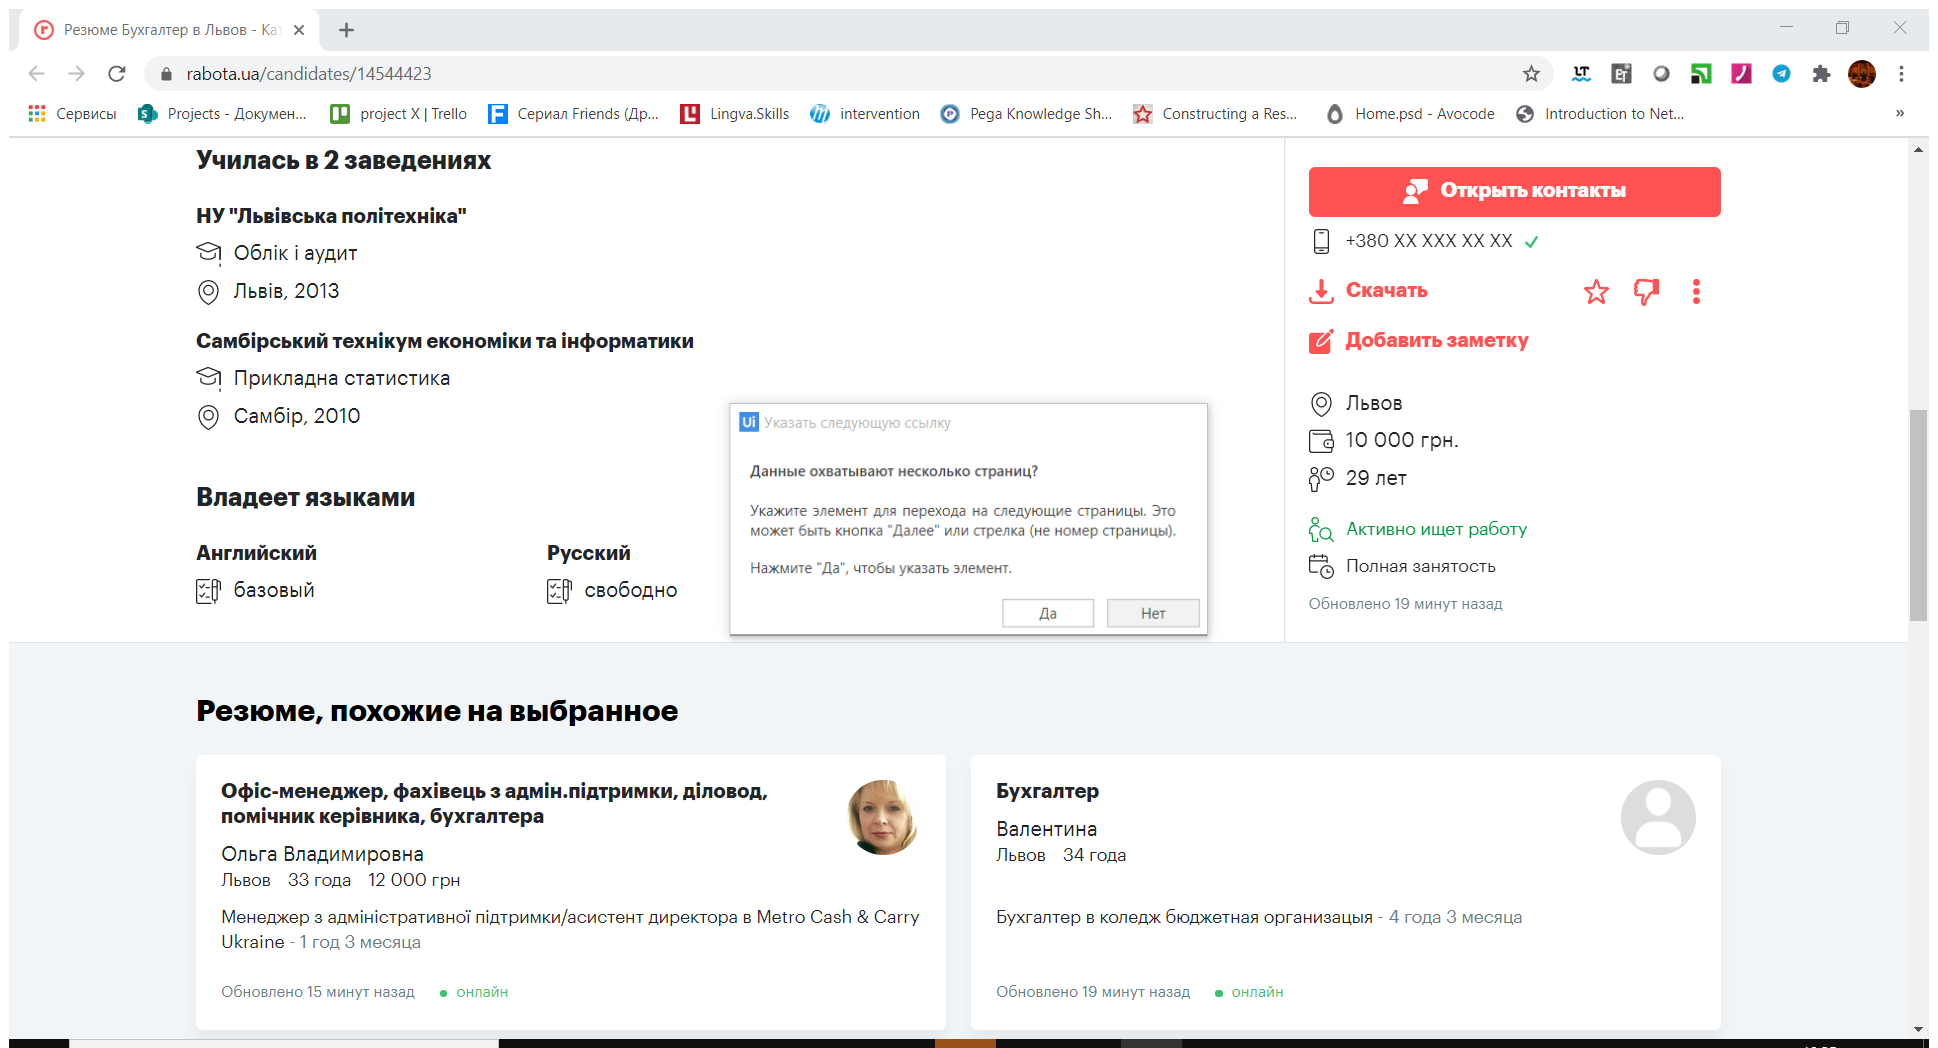 Резюме Бухгалтер в Львов - Кат
rabota.ua/candidates/14544423
Сервисы
Projects - Докумен...
project X | Trello
Сериал Friends (Др...
Lingva.Skills
intervention
Pega Knowledge Sh...
Constructing a Res...
Home.psd - Avocode
Introduction to Net...
»
Училась в 2 заведениях
НУ "Львівська політехніка"
Облік і аудит
Львів, 2013
Самбірський технікум економіки та інформатики
Прикладна статистика
Самбір, 2010
Владеет языками
Английский
базовый
Русский
свободно
Открыть контакты
+380 XX XXX XX XX
Скачать
Добавить заметку
Львов
10 000 грн.
29 лет
Активно ищет работу
Полная занятость
Обновлено 19 минут назад
Ui Указать следующую ссылку
Данные охватывают несколько страниц?
Укажите элемент для перехода на следующие страницы. Это
может быть кнопка "Далее" или стрелка (не номер страницы).
Нажмите "Да", чтобы указать элемент.
Да
Нет
Резюме, похожие на выбранное
Офіс-менеджер, фахівець з адмін.підтримки, діловод,
помічник керівника, бухгалтера
Ольга Владимировна
Львов 33 года 12 000 грн
Менеджер з адміністративної підтримки/асистент директора в Metro Cash & Carry
Ukraine - 1 год 3 месяца
Обновлено 15 минут назад
онлайн
Бухгалтер
Валентина
Львов 34 года
Бухгалтер в коледж бюджетная организацыя - 4 года 3 месяца
Обновлено 19 минут назад
онлайн